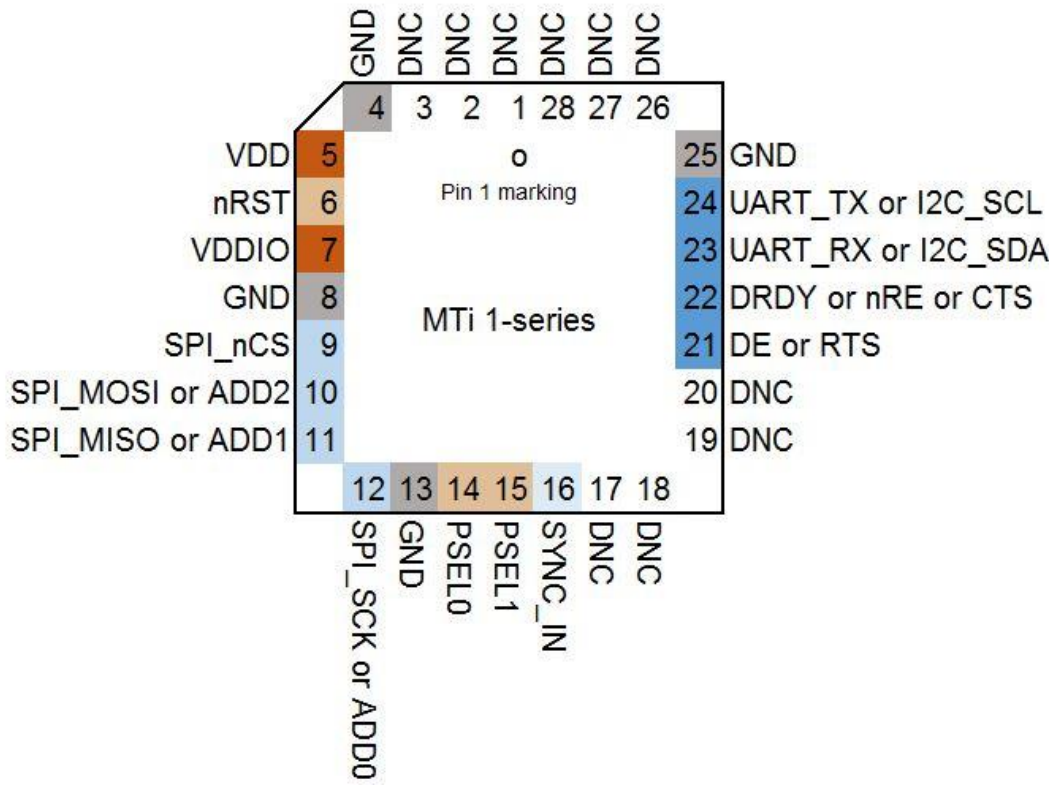 GND DNC DNC DNC DNC DNC DNC
4 3 2 1 28 27 26
VDD 5 o 25 GND
nRST 6 Pin 1 marking 24 UART_TX or I2C_SCL
VDDIO 7 23 UART_RX or I2C_SDA
GND 8 MTi 1-series 22 DRDY or nRE or CTS
SPI_nCS 9 21 DE or RTS
SPI_MOSI or ADD2 10 20 DNC
SPI_MISO or ADD1 11 19 DNC
12 13 14 15 16 17 18
SPI_SCK or ADD0 GND PSEL0 PSEL1 SYNC_IN DNC DNC